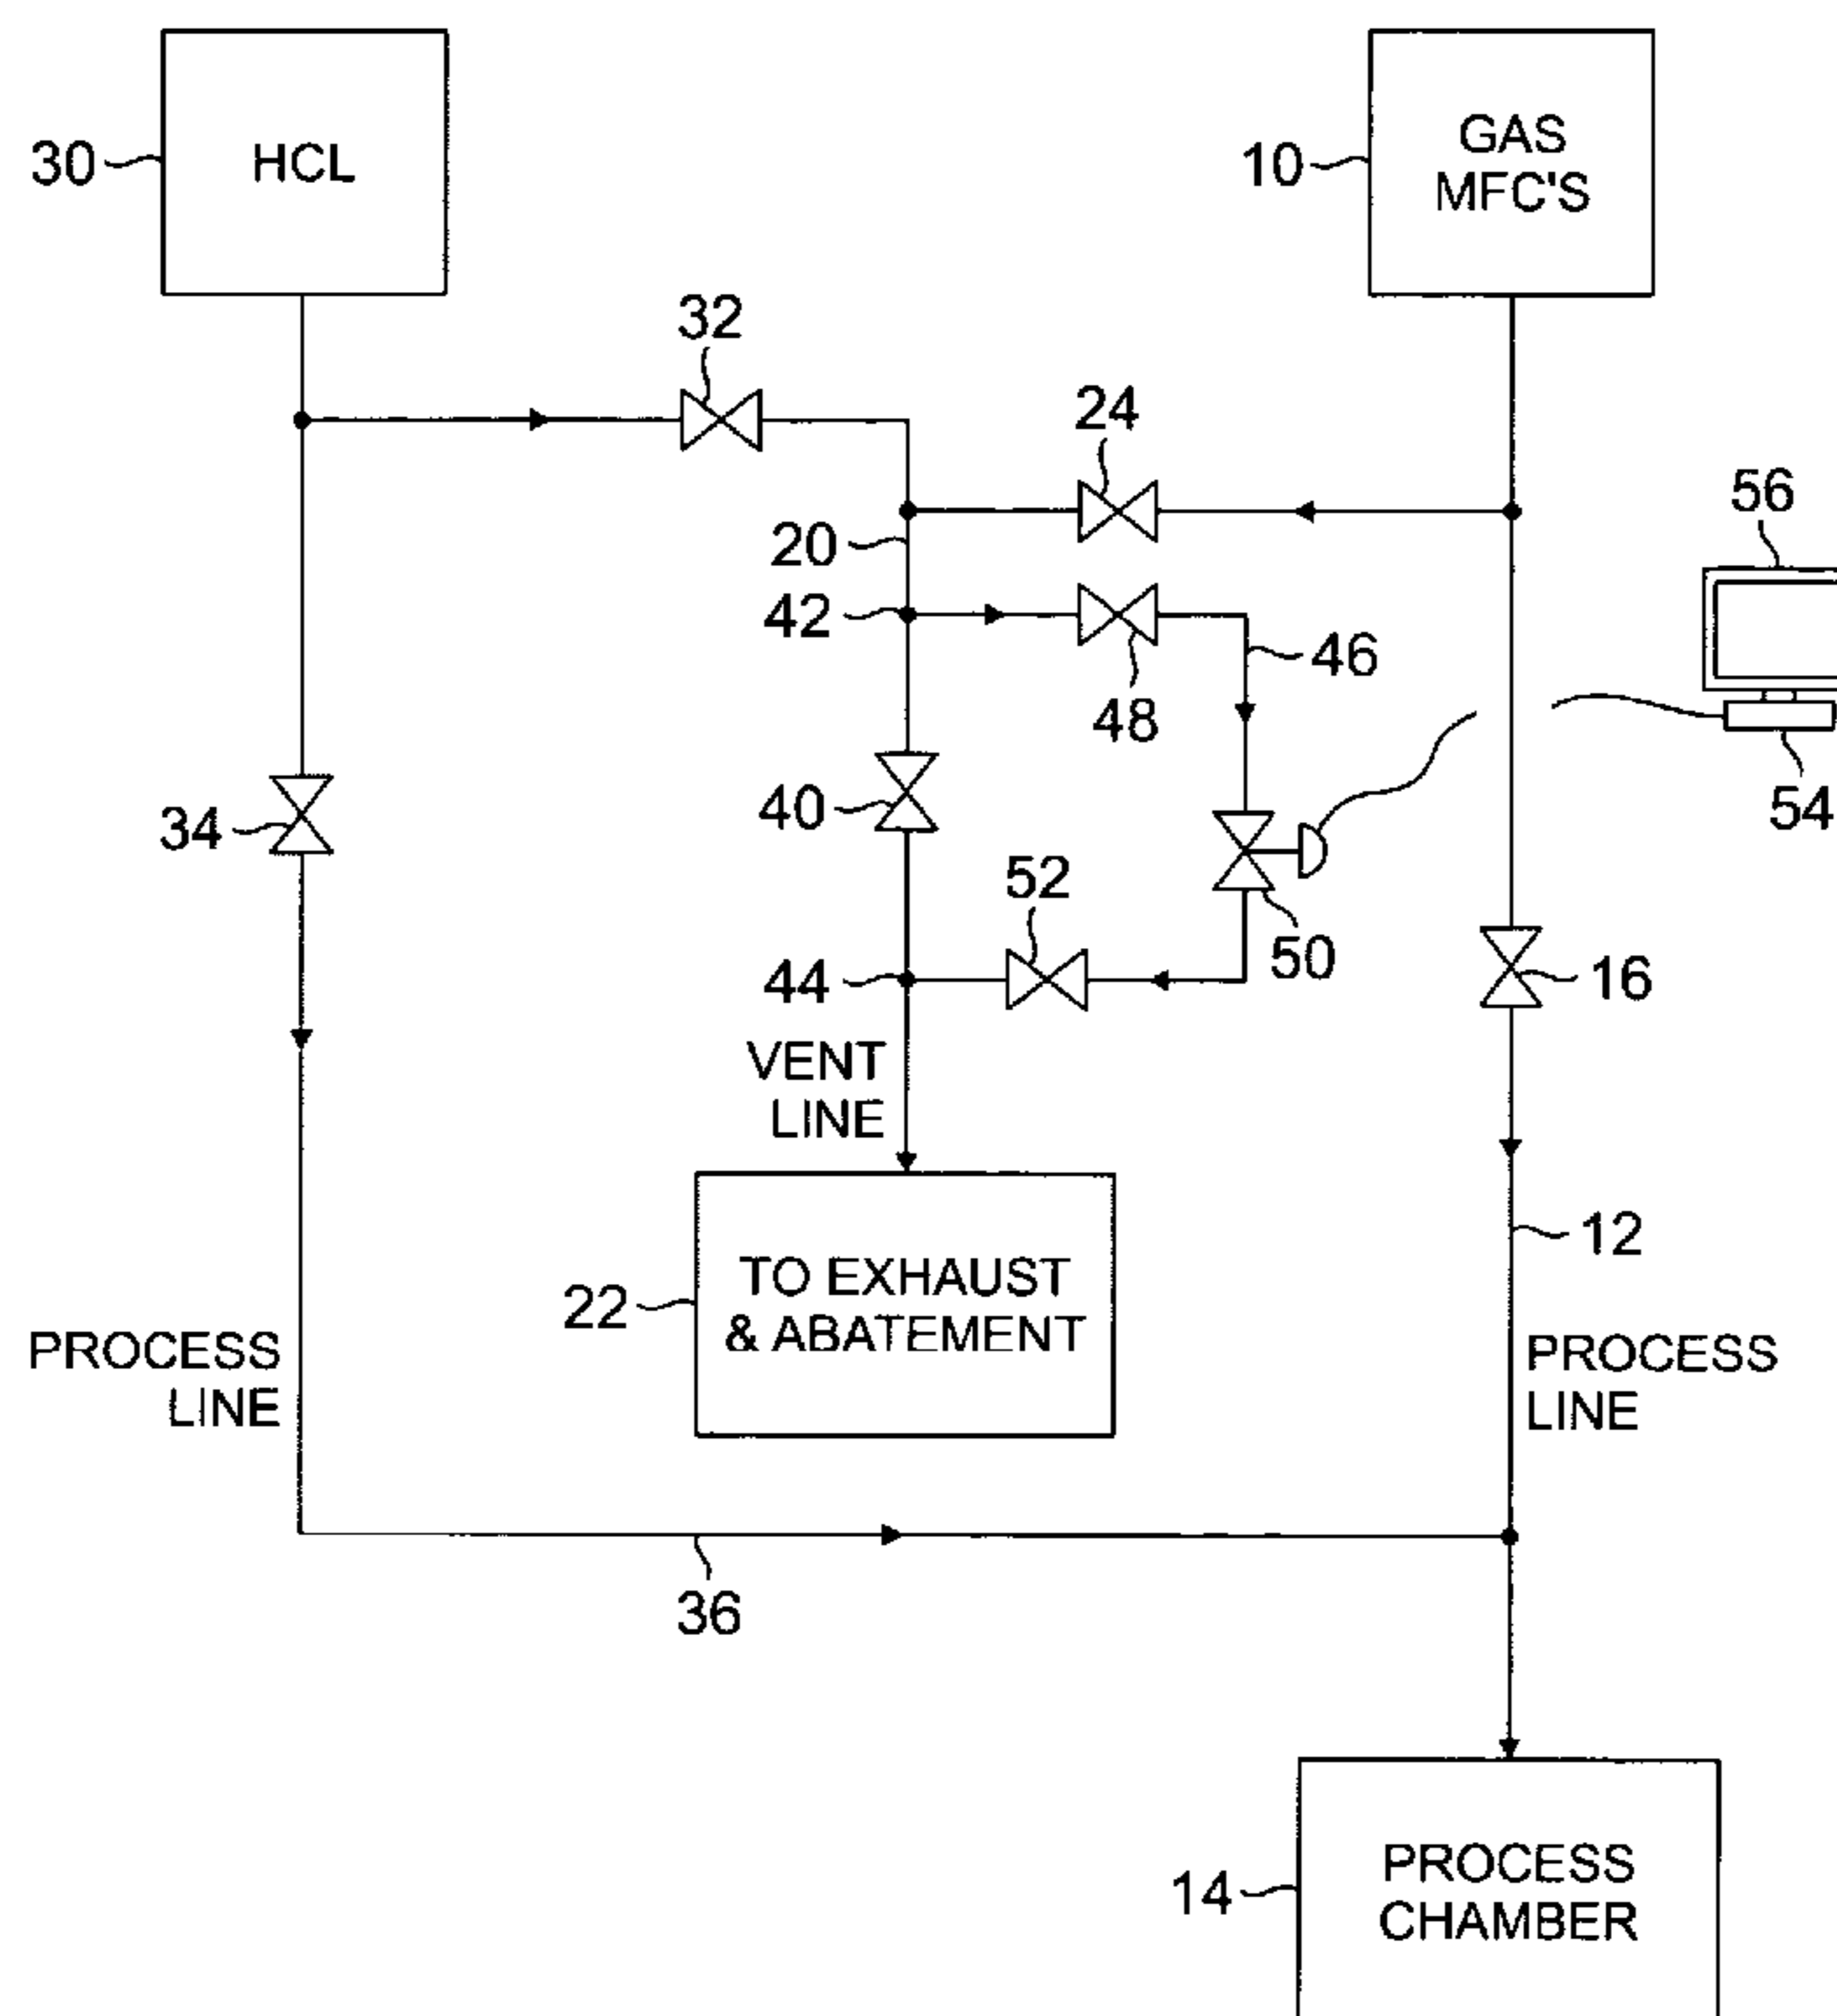 30
HCL
10
GAS
MFC'S
32
24
56
20
42
46
48
40
34
54
52
50
44
16
VENT
LINE
12
22
TO EXHAUST
& ABATEMENT
PROCESS
LINE
PROCESS
LINE
36
14
PROCESS
CHAMBER